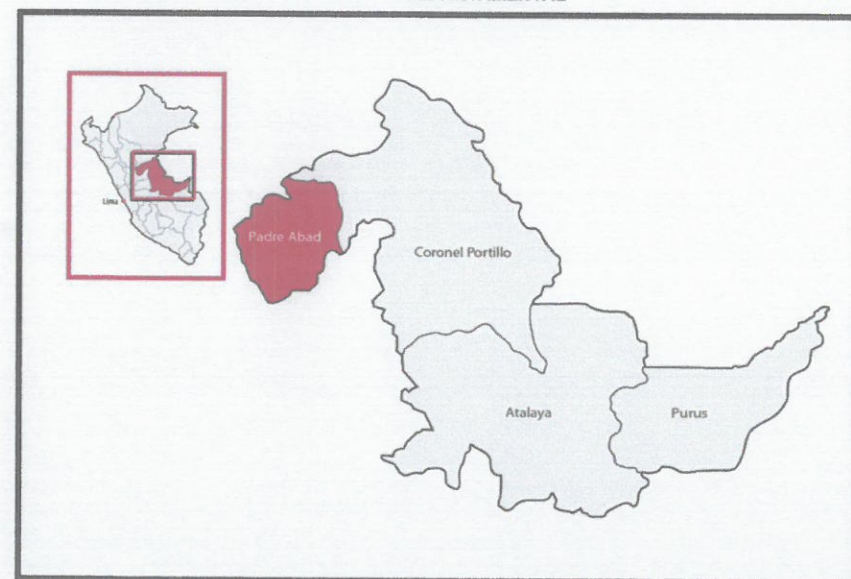 Lima
Padre Abad
Coronel Portillo
Atalaya
Purus